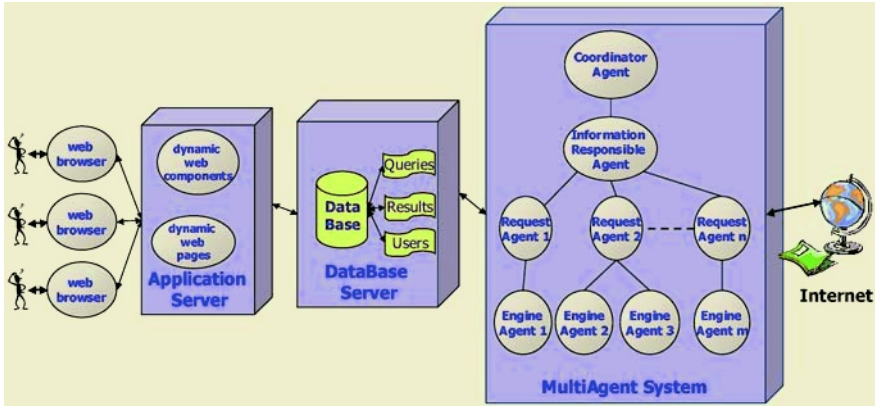 web
browser
web
browser
web
browser
dynamic
web
components
dynamic
web
pages
Application
Server
Data
Base
Queries
Results
Users
DataBase
Server
Coordinator
Agent
Information
Responsible
Agent
Request
Agent 1
Request
Agent 2
Request
Agent n
Engine
Agent 1
Engine
Agent 2
Engine
Agent 3
Engine
Agent m
MultiAgent System
Internet